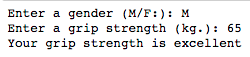 Enter a gender (M/F:): M
Enter a grip strength (kg.): 65
Your grip strength is excellent